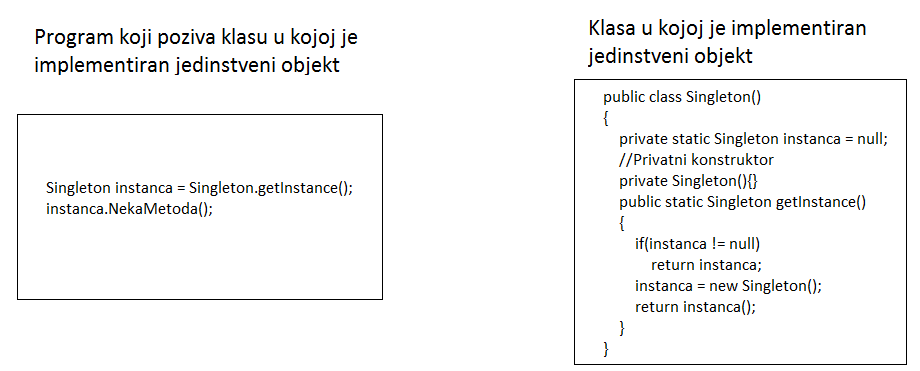 Program koji poziva klasu u kojoj je
implementiran jedinstveni objekt
Singleton instanca = Singleton.getInstance();
instanca.NekaMetoda();
Klasa u kojoj je implementiran
jedinstveni objekt
public class Singleton()
{
private static Singleton instanca = null;
//Privatni konstruktor
private Singleton(){}
public static Singleton getInstance()
{
if(instanca != null)
return instanca;
instanca = new Singleton();
return instanca();
}
}